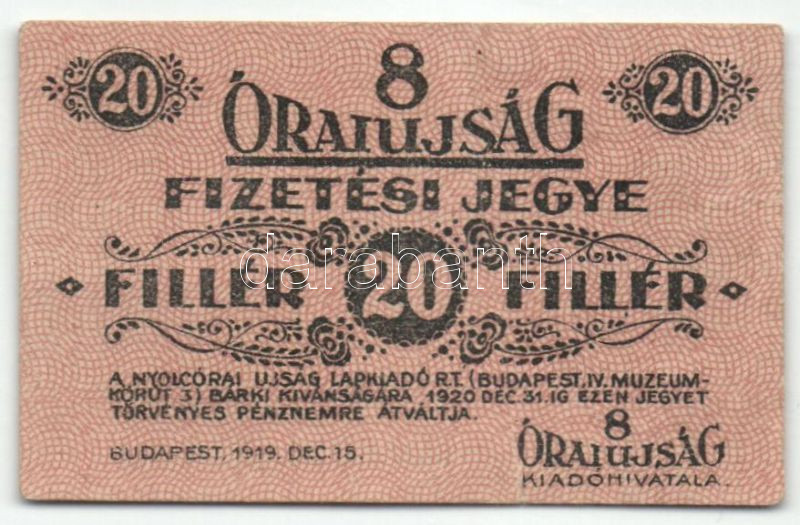 20 8 20
ÓRAIUJSÁG
FIZETÉSI JEGYE
FILLÉR 20 FILLÉR
darabanth
A NYOLCÓRAI UJSÁG LAPKIADÓ R.T. (BUDAPEST, IV. MUZEUM-
KÖRUT 3) BÁRKI KIVÁNSÁGÁRA, 1920 DEC. 31.IG EZEN JEGYET
TÖRVÉNYES PÉNZNEMRE ÁTVÁLTJA.
BUDAPEST, 1919. DEC. 15.
8
ÓRAIUJSÁG
KIADÓHIVATALA.